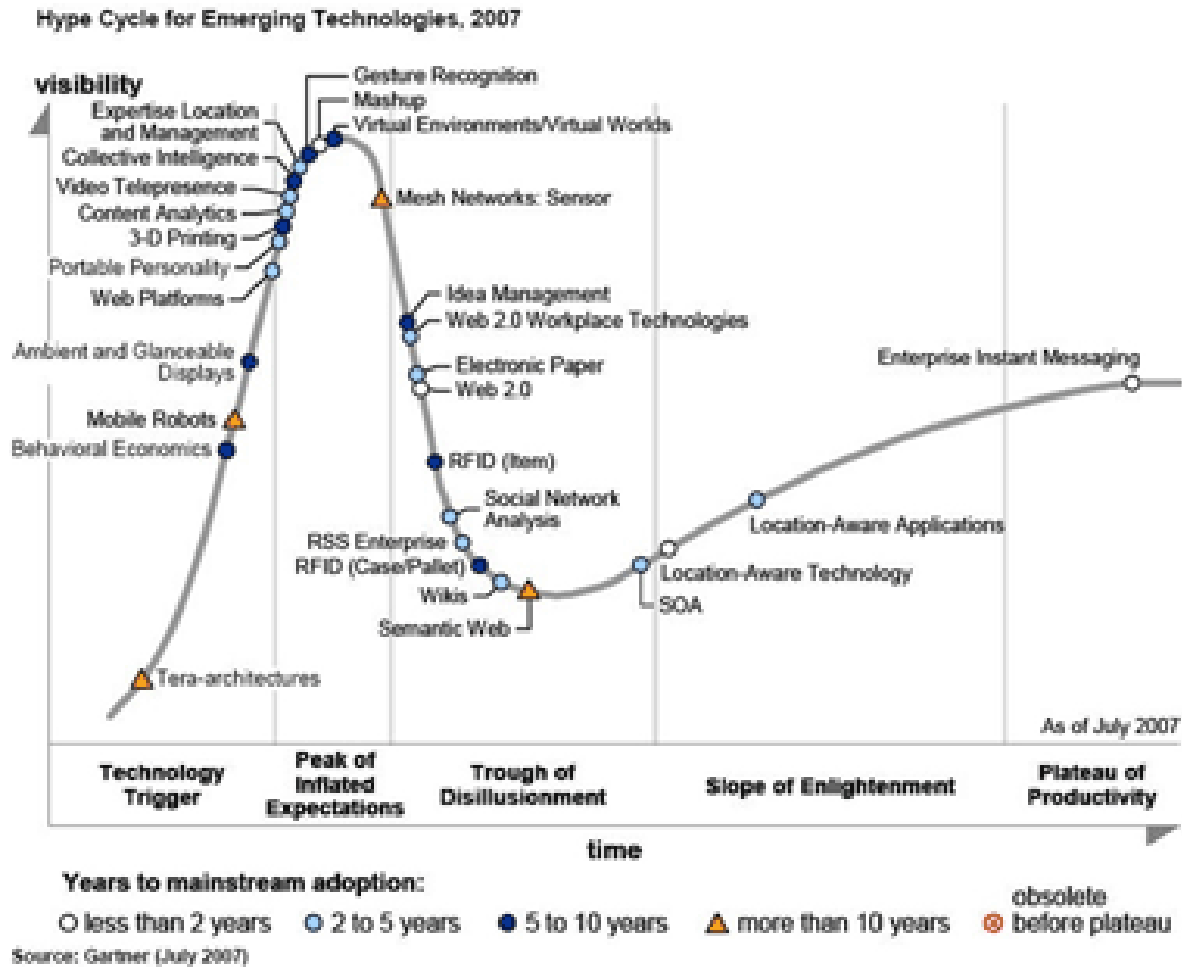 Hype Cycle for Emerging Technologies, 2007
visibility
Gesture Recognition
Mashup
Virtual Environments/Virtual Worlds
Expertise Location
and Management
Collective Intelligence
Video Telepresence
Content Analytics
3-D Printing
Portable Personality
Web Platforms
Mesh Networks: Sensor
Idea Management
Web 2.0 Workplace Technologies
Ambient and Glanceable
Displays
Electronic Paper
Web 2.0
Enterprise Instant Messaging
Mobile Robots
Behavioral Economics
RFID (Item)
Social Network
Analysis
Location-Aware Applications
RSS Enterprise
RFID (Case/Pallet)
Location-Aware Technology
Wikis
SOA
Semantic Web
Tera-architectures
As of July 2007
Technology
Trigger
Peak of
Inflated
Expectations
Trough of
Disillusionment
Slope of Enlightenment
Plateau of
Productivity
time
Years to mainstream adoption:
less than 2 years
2 to 5 years
5 to 10 years
more than 10 years
obsolete
before plateau
Source: Gartner (July 2007)